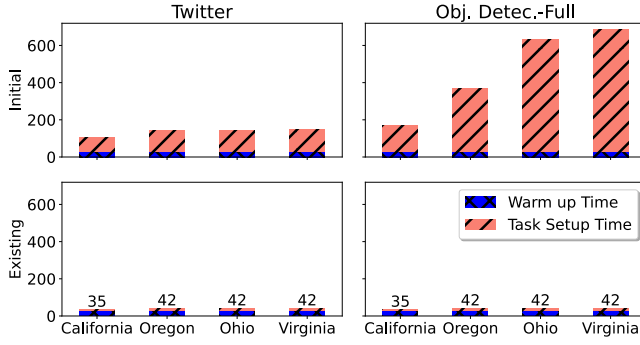 Twitter
Obj. Detec.-Full
Initial
600
400
200
0
Warm up Time
Task Setup Time
Existing
600
400
200
0
35 42 42 42
35 42 42 42
California Oregon Ohio Virginia
California Oregon Ohio Virginia